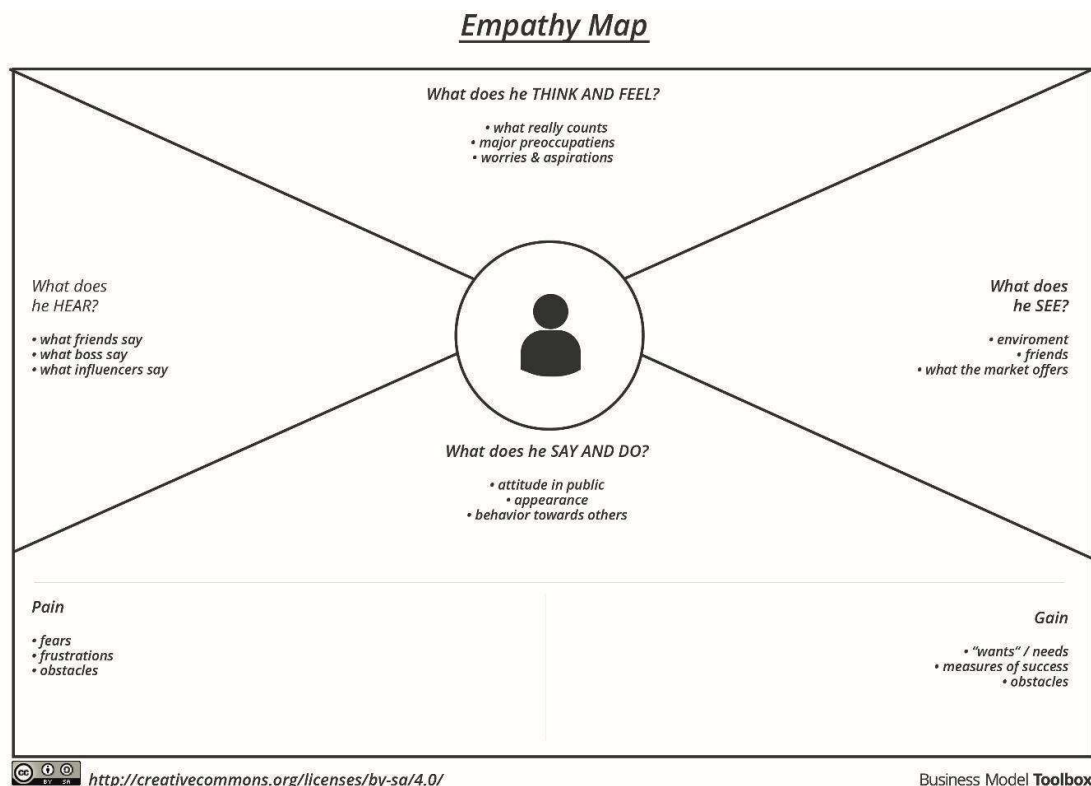 Empathy Map
What does he THINK AND FEEL?
• what really counts
• major preoccupatiens
• worries & aspirations
What does
he HEAR?
• what friends say
• what boss say
• what influencers say
What does
he SEE?
• enviroment
• friends
• what the market offers
What does he SAY AND DO?
• attitude in public
• appearance
• behavior towards others
Pain
• fears
• frustrations
• obstacles
Gain
• “wants“ / needs
• measures of success
• obstacles
cc BY SA
http://creativecommons.org/licenses/by-sa/4.0/
Business Model Toolbox